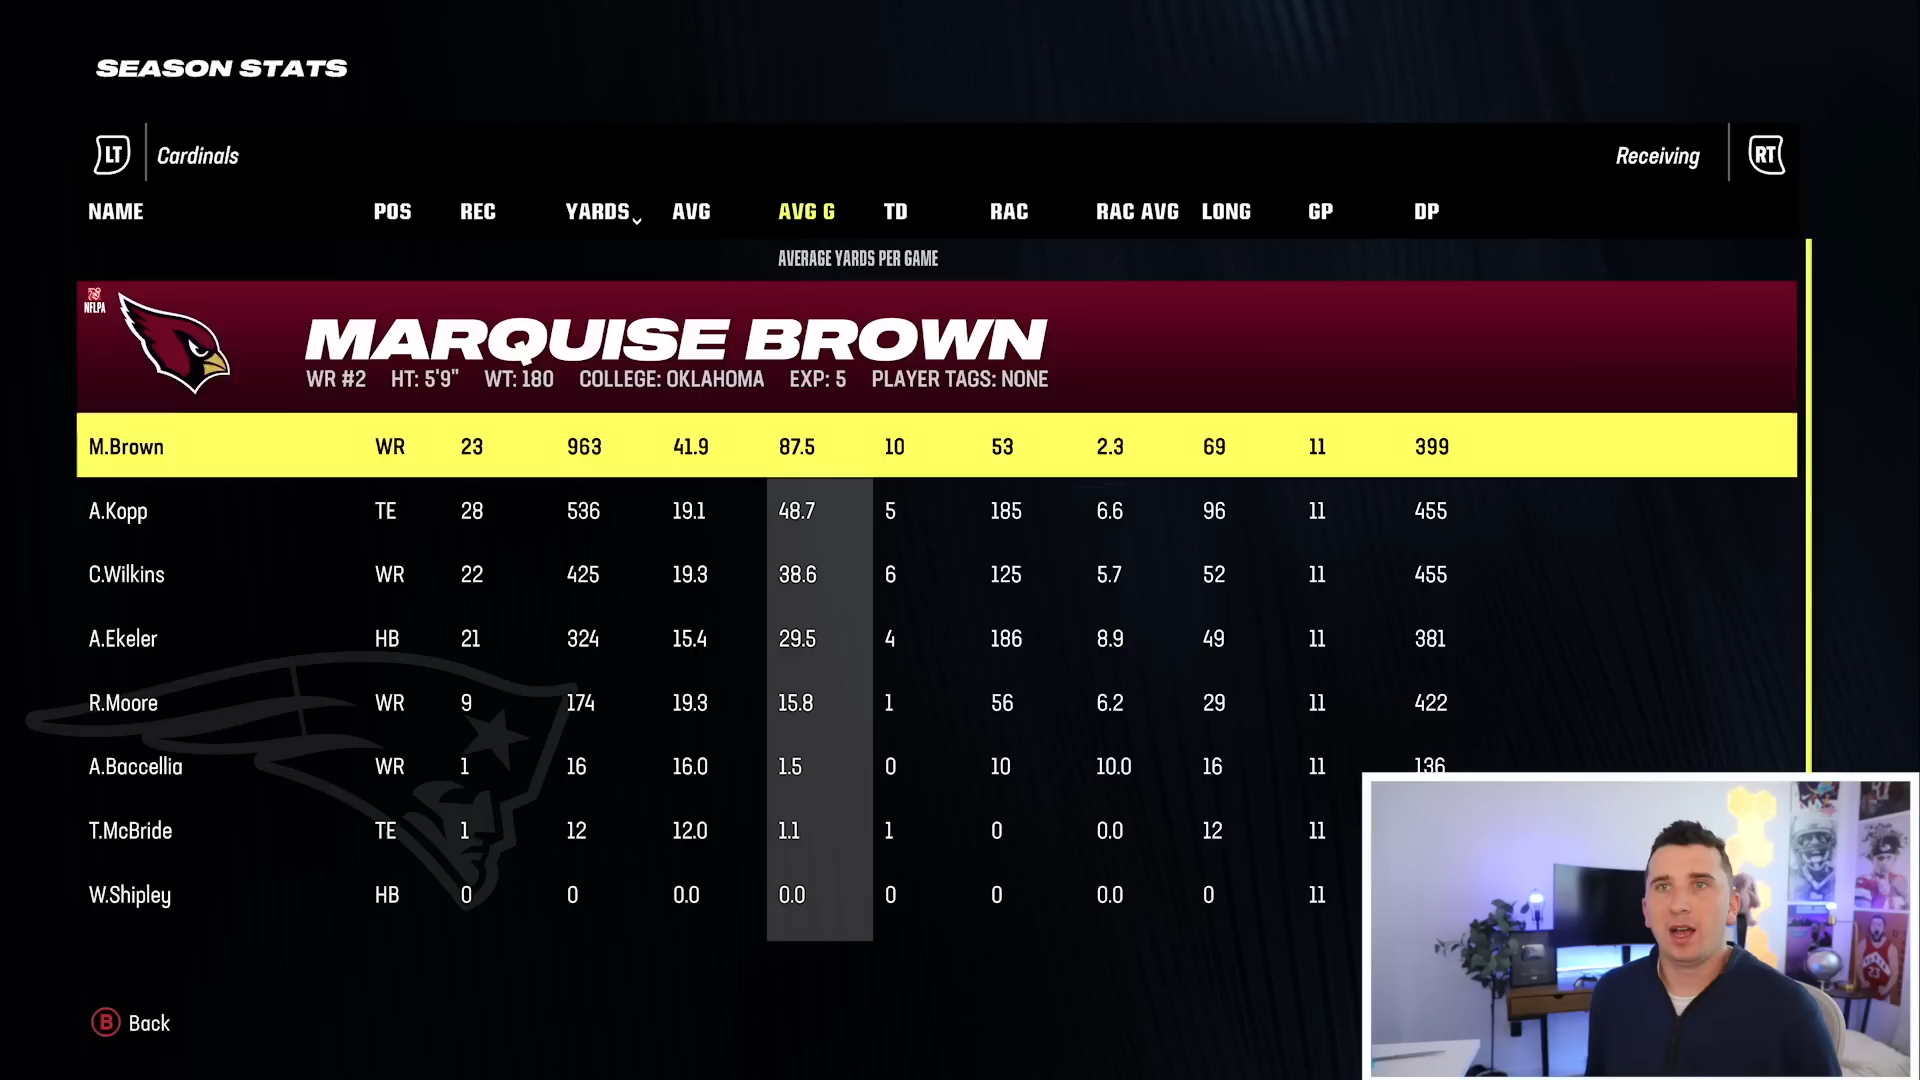 SEASON STATS
LT Cardinals Receiving RT
NAME POS REC YARDS AVG AVG G TD RAC RAC AVG LONG GP DP
AVERAGE YARDS PER GAME
NFLPA
MARQUISE BROWN
WR #2 HT: 5'9" WT: 180 COLLEGE: OKLAHOMA EXP: 5 PLAYER TAGS: NONE
M.Brown WR 23 963 41.9 87.5 10 53 2.3 69 11 399
A.Kopp TE 28 536 19.1 48.7 5 185 6.6 96 11 455
C.Wilkins WR 22 425 19.3 38.6 6 125 5.7 52 11 455
A.Ekeler HB 21 324 15.4 29.5 4 186 8.9 49 11 381
R.Moore WR 9 174 19.3 15.8 1 56 6.2 29 11 422
A.Baccellia WR 1 16 16.0 1.5 0 10 10.0 16 11 136
T.McBride TE 1 12 12.0 1.1 1 0 0.0 12 11
W.Shipley HB 0 0 0.0 0.0 0 0 0.0 0 11
23
B Back